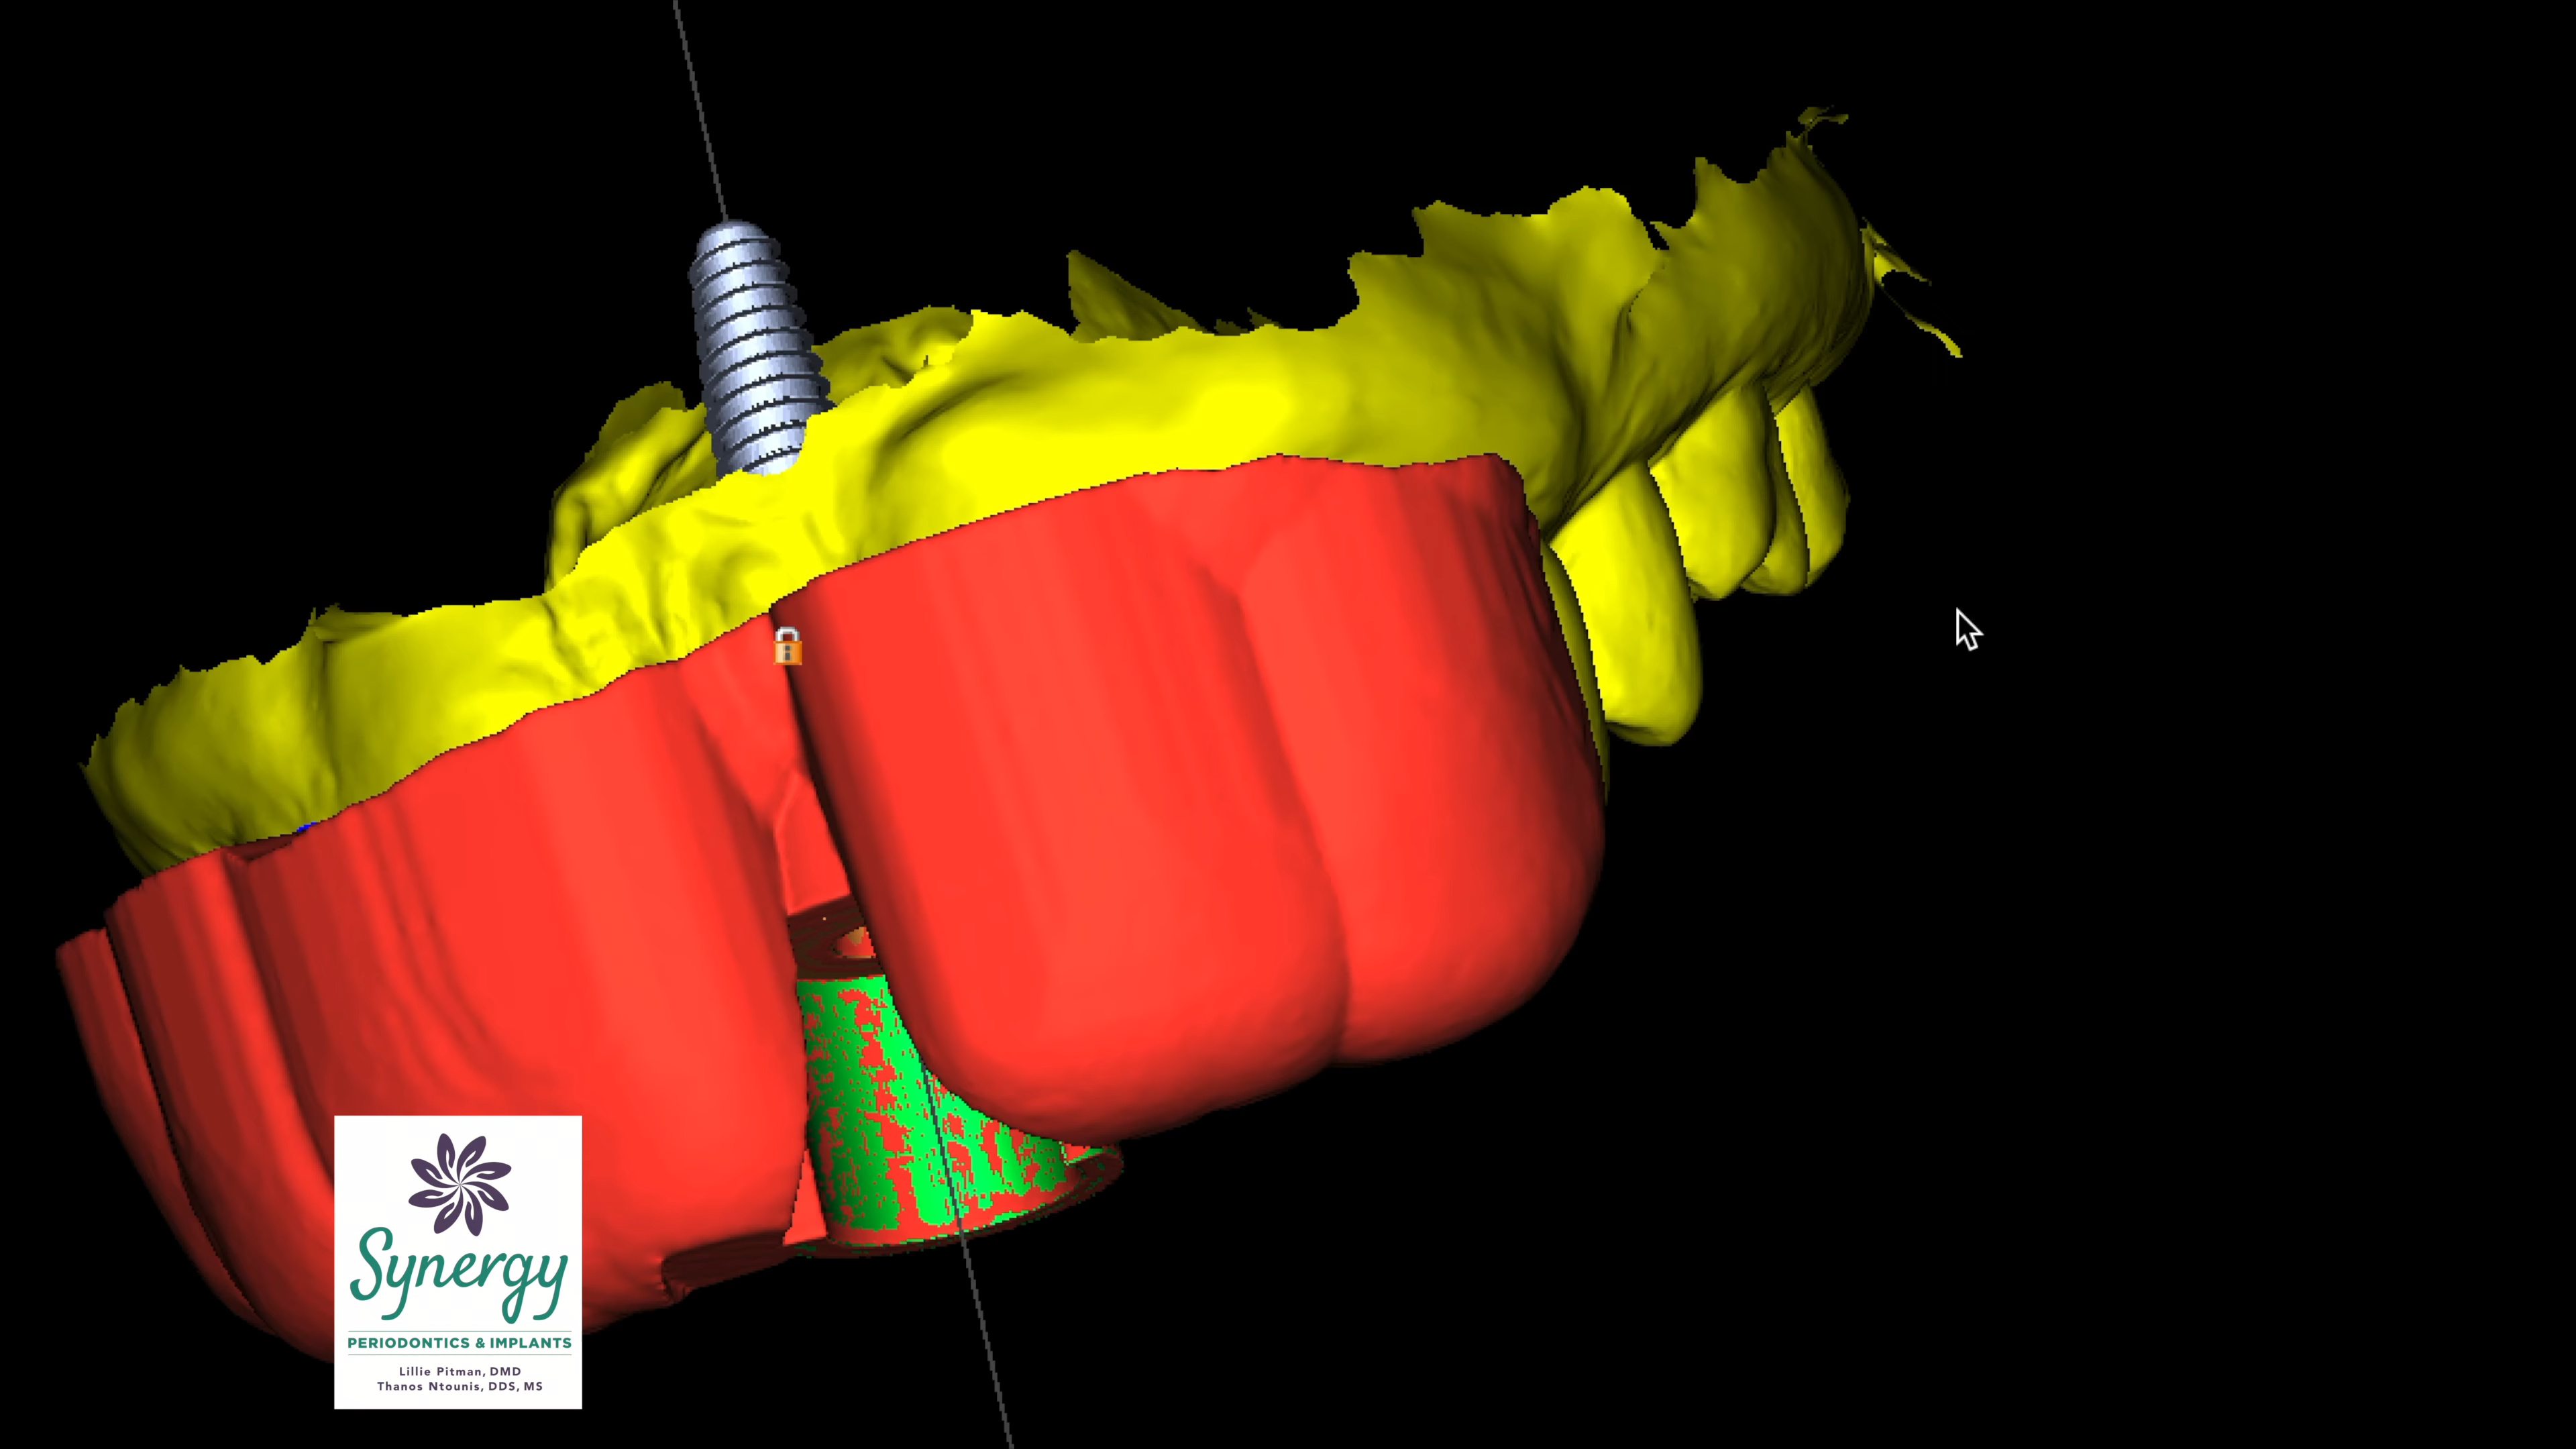 Synergy
PERIODONTICS & IMPLANTS
Lillie Pitman, DMD
Thanos Ntounis, DDS, MS